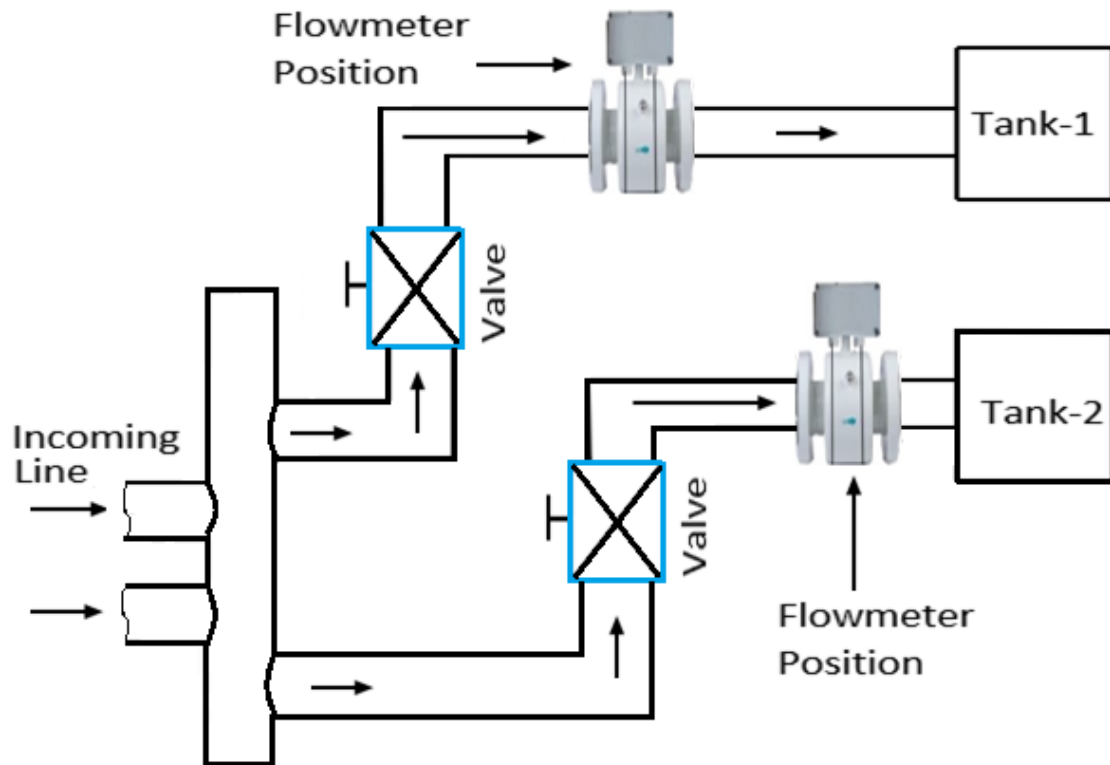 Flowmeter
Position
Tank-1
Valve
Tank-2
Incoming
Line
Valve
Flowmeter
Position